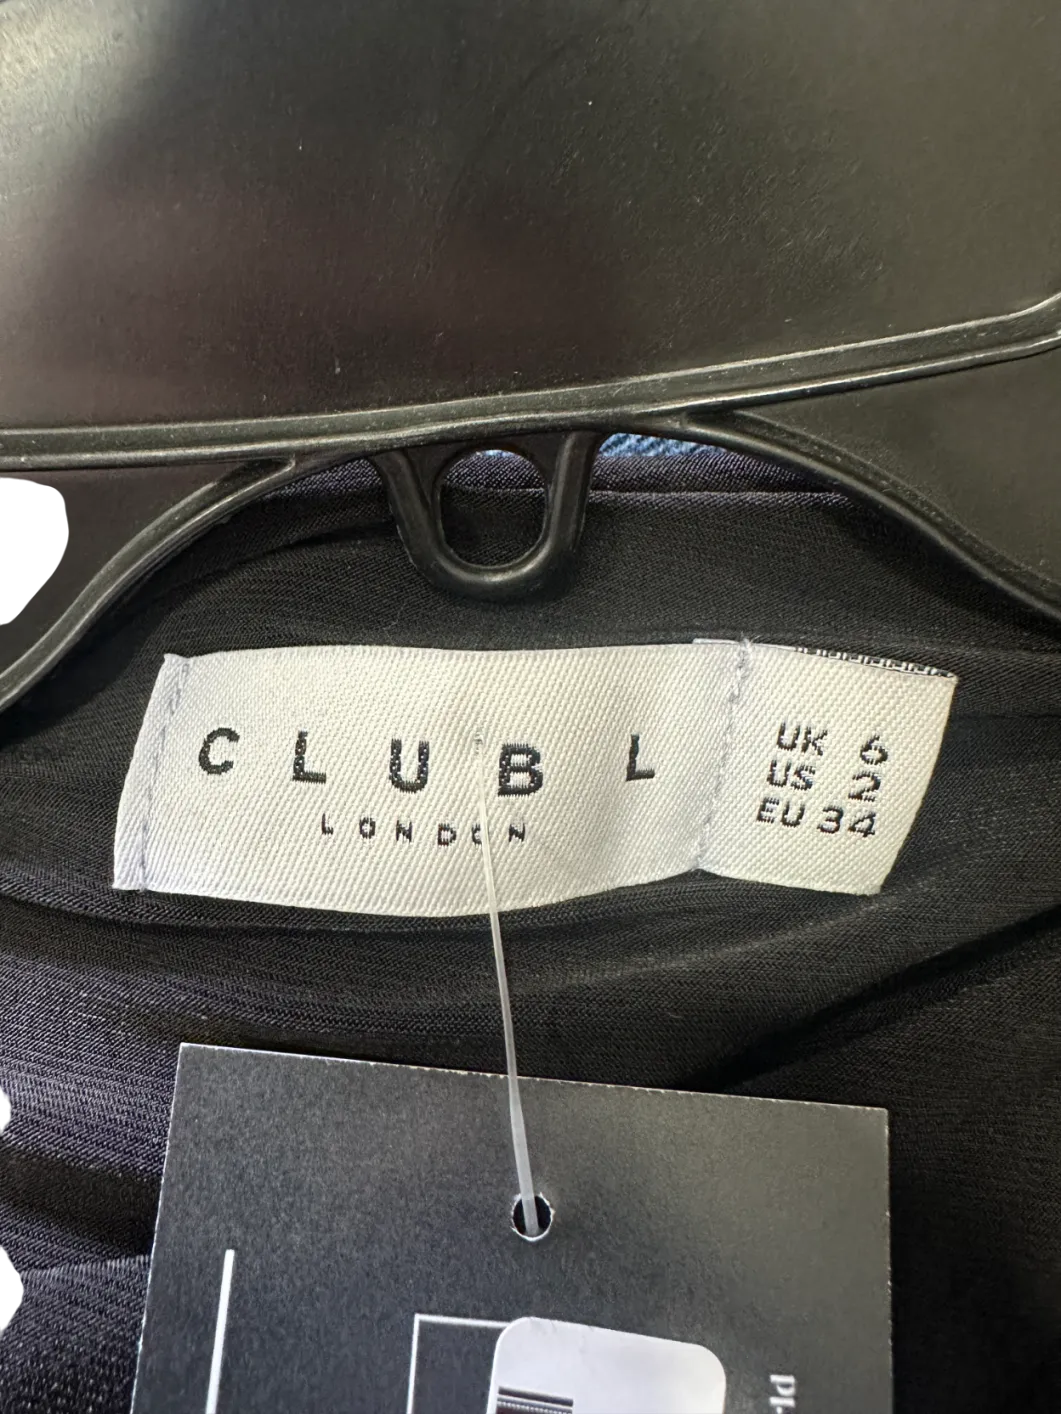 CLUB L
LONDON
UK 6
US 2
EU 34